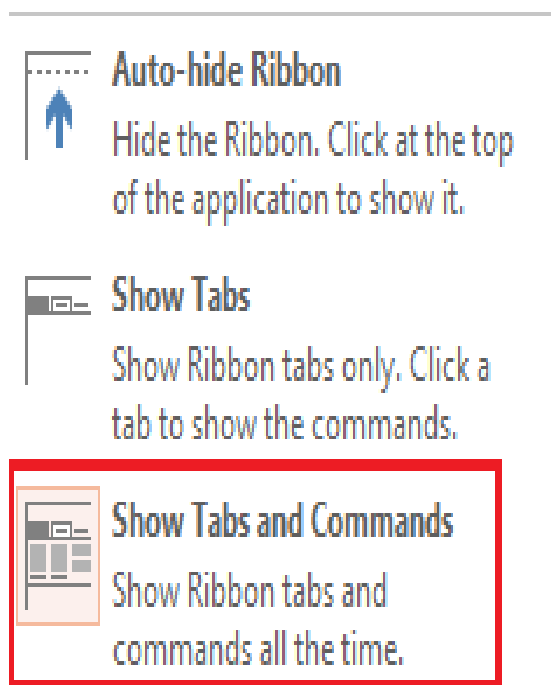 Auto-hide Ribbon
Hide the Ribbon. Click at the top
of the application to show it.
Show Tabs
Show Ribbon tabs only. Click a
tab to show the commands.
Show Tabs and Commands
Show Ribbon tabs and
commands all the time.